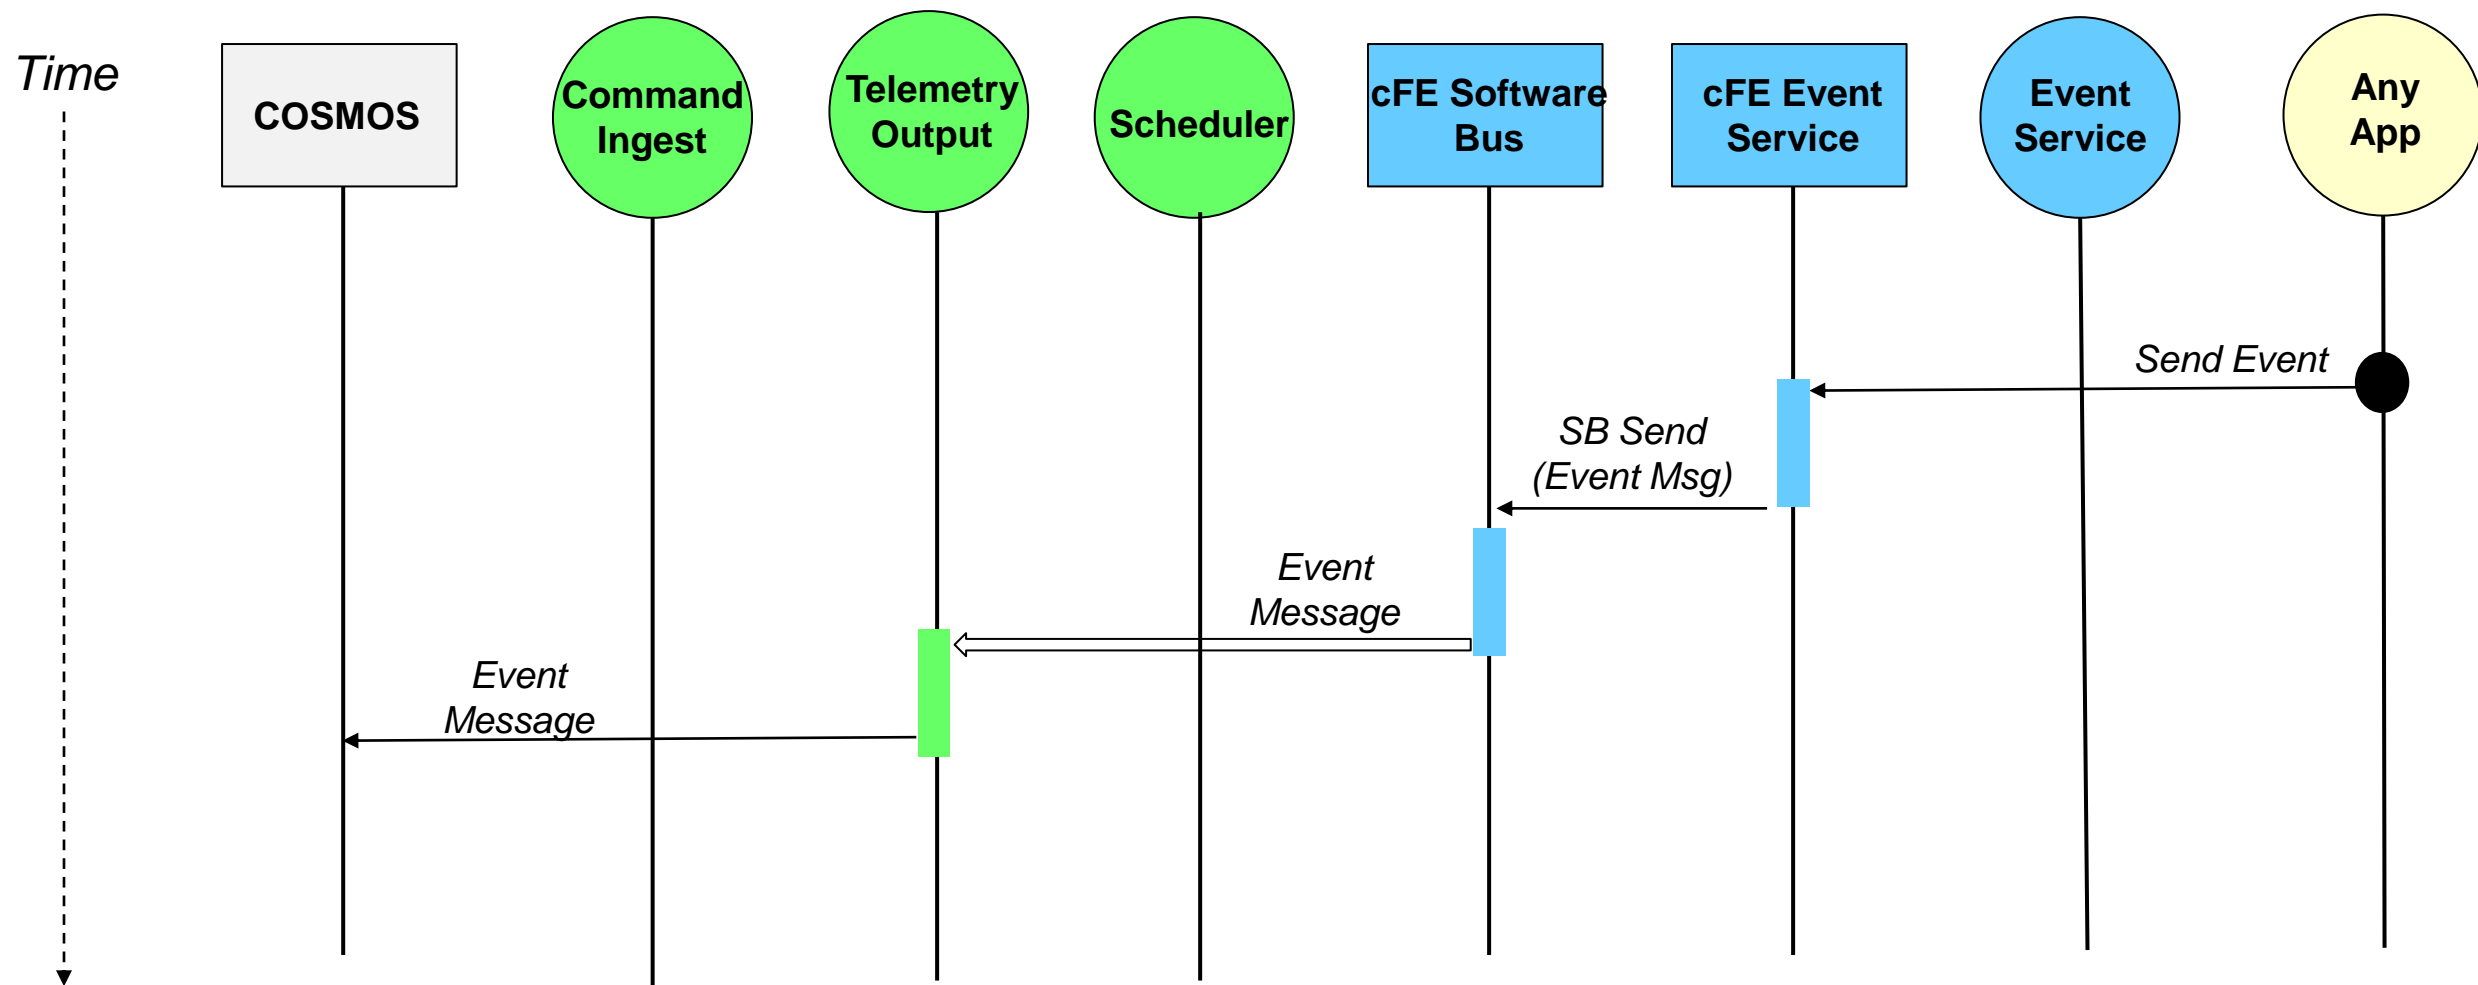 Time
COSMOS
Command
Ingest
Telemetry
Output
Scheduler
cFE Software
Bus
cFE Event
Service
Event
Service
Any
App
Send Event
SB Send
(Event Msg)
Event
Message
Event
Message